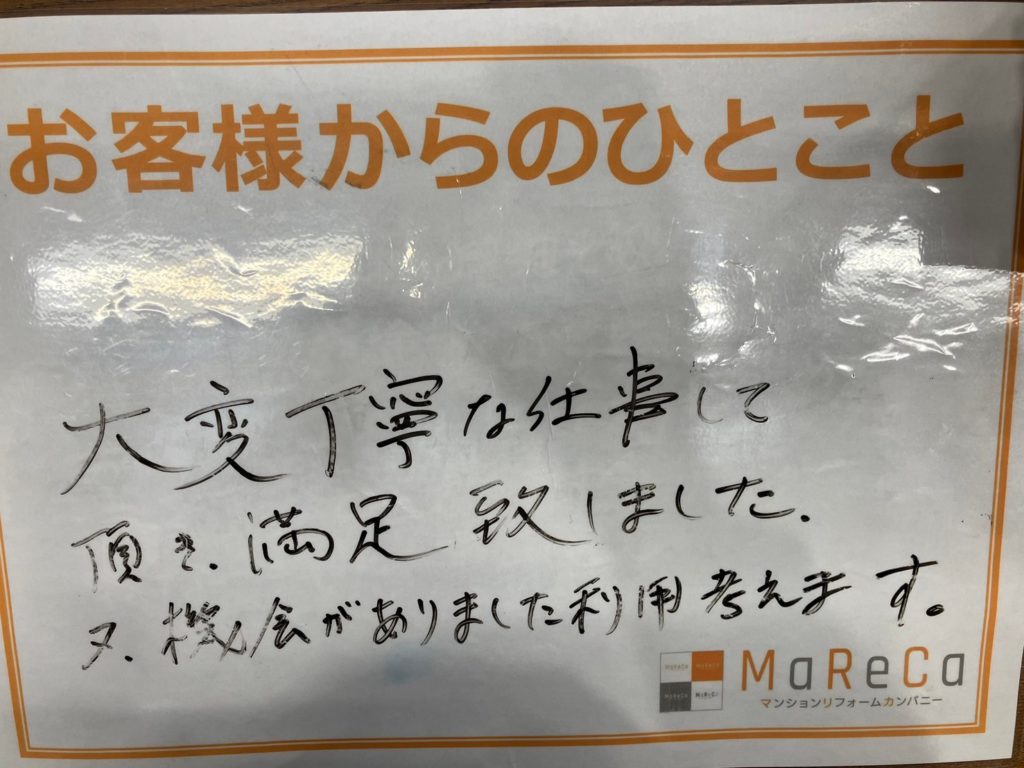 お客様からのひとこと
大変丁寧な仕事して
頂き、満足致しました.
又、機会がありました利用考えます。
MaReCa
マンションリフォームカンパニー